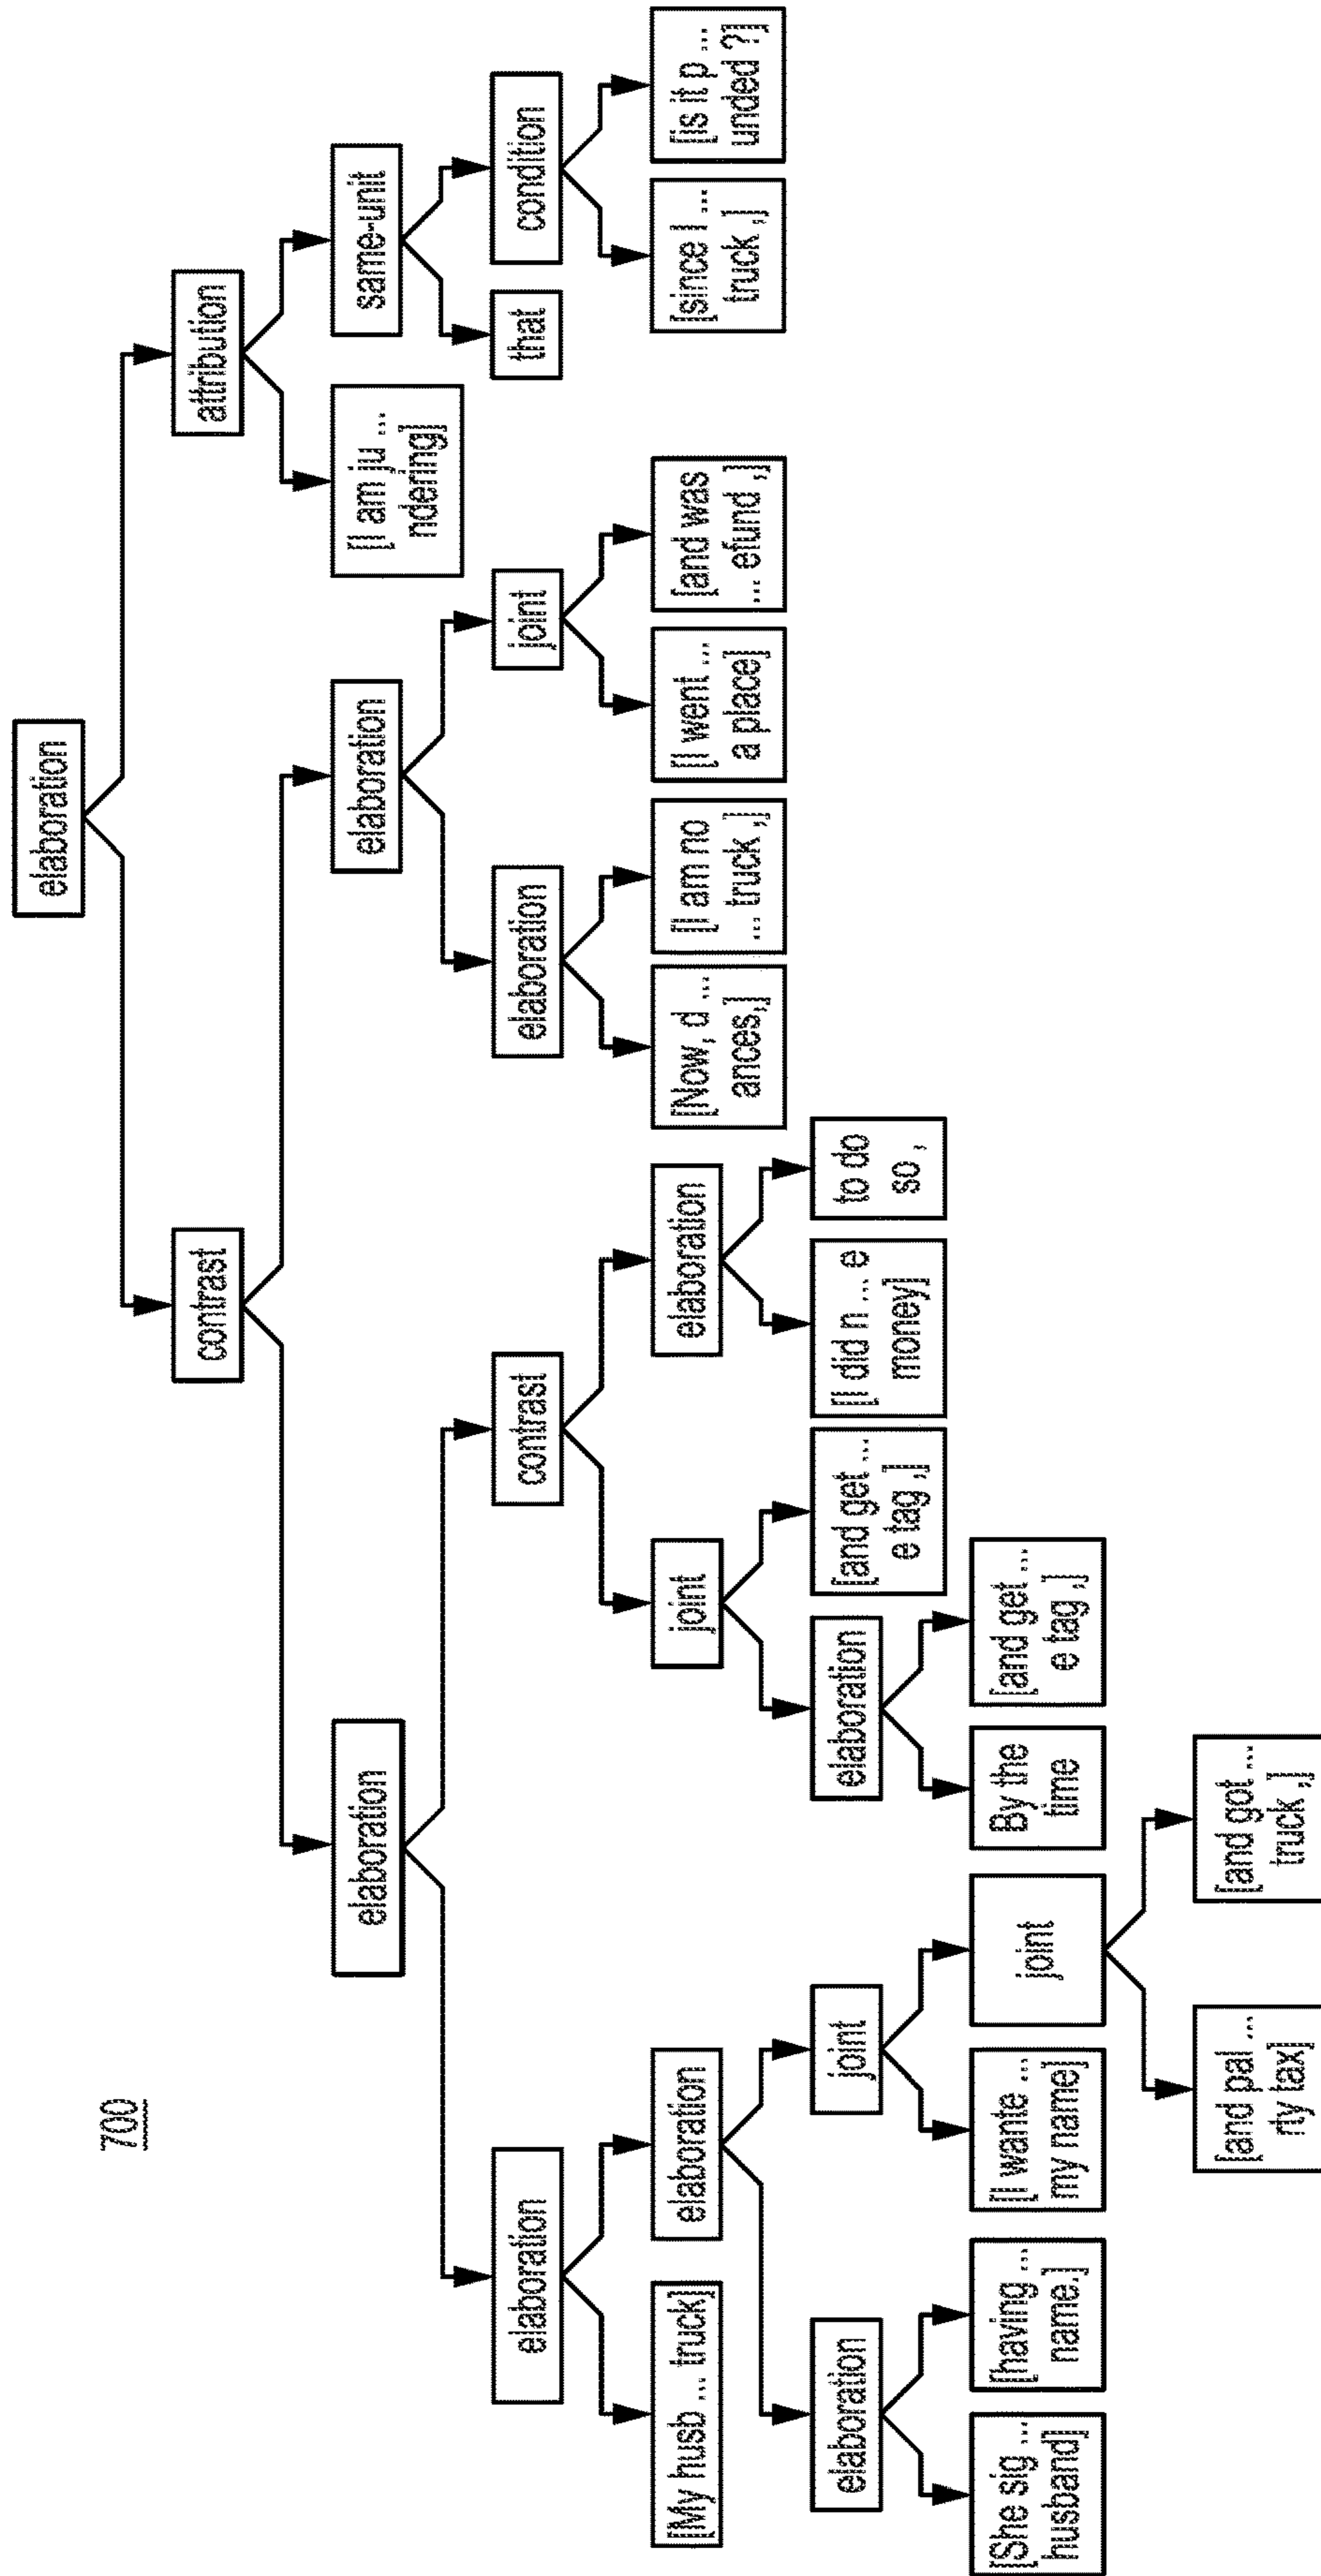 700
elaboration
contrast
attribution
elaboration
elaboration
[I am ju ...
ndering]
same-unit
elaboration
contrast
elaboration
joint
that
condition
[My husb ... truck]
elaboration
joint
elaboration
[Now, d ...
ances,]
[I am no
... truck ,]
[I went ...
a place]
[and was
... efund ,]
[since I ...
truck ,]
[is it p ...
unded ?]
elaboration
joint
elaboration
[and get ...
e tag ,]
[I did n ... e
money]
to do
so ,
[She sig ...
husband]
[having ...
name,]
[I wante ...
my name]
joint
By the
time
[and get ...
e tag ,]
[and pal ...
rty tax]
[and got ...
truck ,]